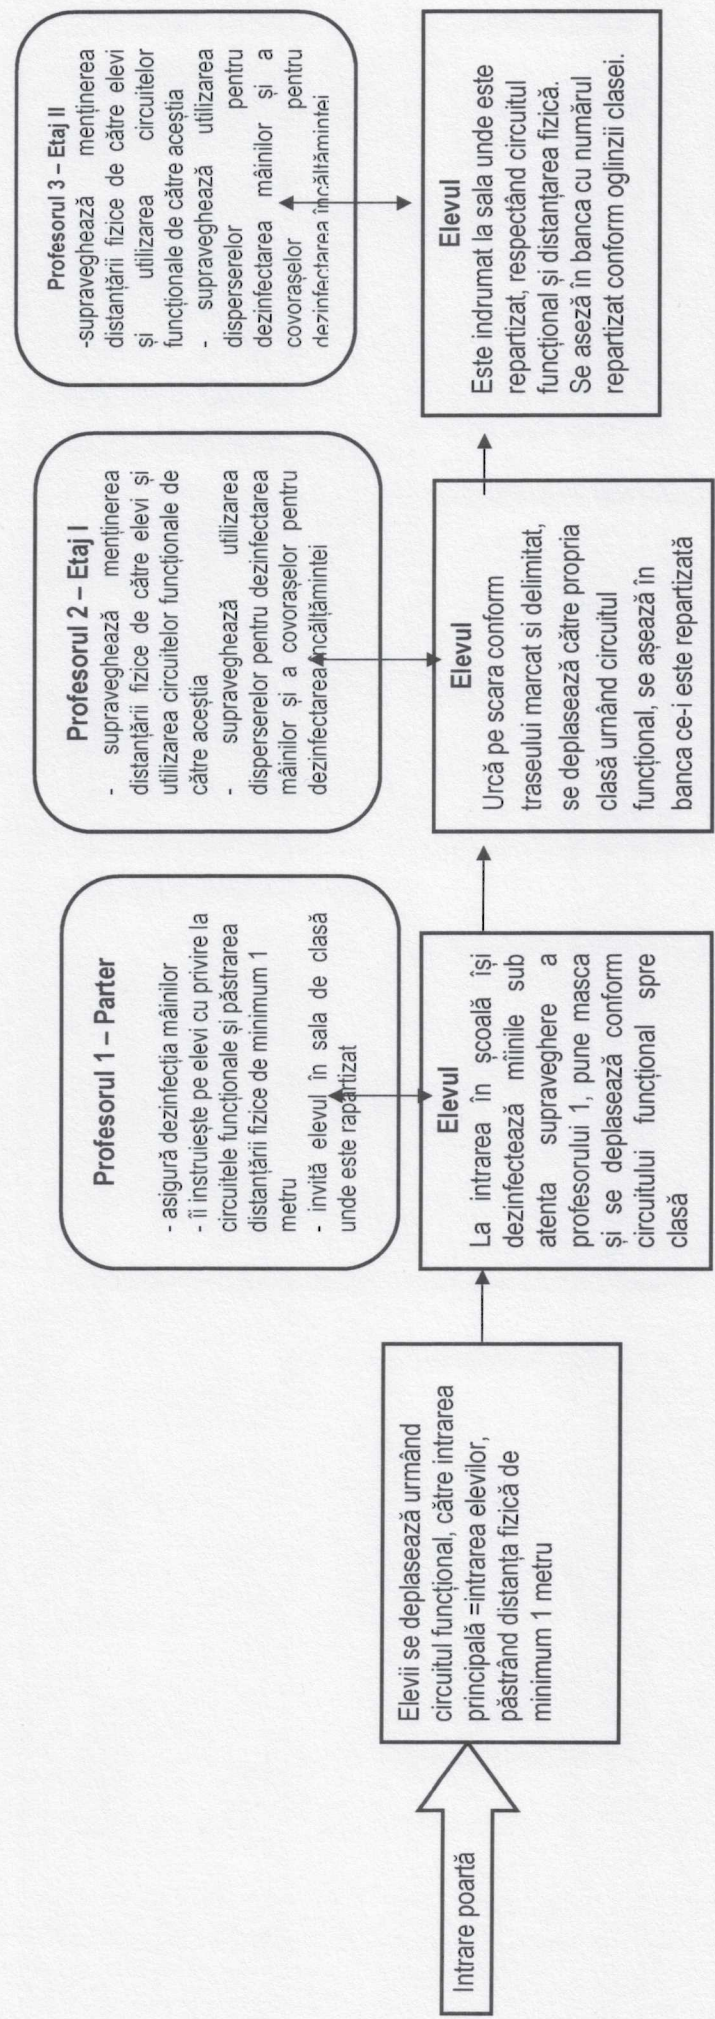 Intrare poartă
Elevii se deplasează urmând
circuitul funcțional, către intrarea
principală =intrarea elevilor,
păstrând distanța fizică de
minimum 1 metru
Profesorul 1 – Parter
- asigură dezinfecția mâinilor
- îi instruiește pe elevi cu privire la
circuitele funcționale și păstrarea
distanțării fizice de minimum 1
metru
- invită elevul în sala de clasă
unde este rapartizat
Elevul
La intrarea în școală își
dezinfectează mîinile sub
atenta supraveghere a
profesorului 1, pune masca
și se deplasează conform
circuitului funcțional spre
clasă
Profesorul 2 – Etaj I
- supraveghează menținerea
distanțării fizice de către elevi și
utilizarea circuitelor funcționale de
către aceștia
- supraveghează utilizarea
disperselor pentru dezinfectarea
mâinilor și a covorașelor pentru
dezinfectarea încălțămintei
Elevul
Urcă pe scara conform
traseului marcat si delimitat,
se deplasează către propria
clasă urnând circuitul
funcțional, se așează în
banca ce-i este repartizată
Profesorul 3 – Etaj II
-supraveghează menținerea
distanțării fizice de către elevi
și utilizarea circuitelor
funcționale de către aceștia
- supraveghează utilizarea
disperselor pentru
dezinfectarea mâinilor și a
covorașelor pentru
dezinfectarea încălțămintei
Elevul
Este indrumat la sala unde este
repartizat, respectând circuitul
funcțional și distanțarea fizică.
Se aseză în banca cu numărul
repartizat conform oglinzii clasei.